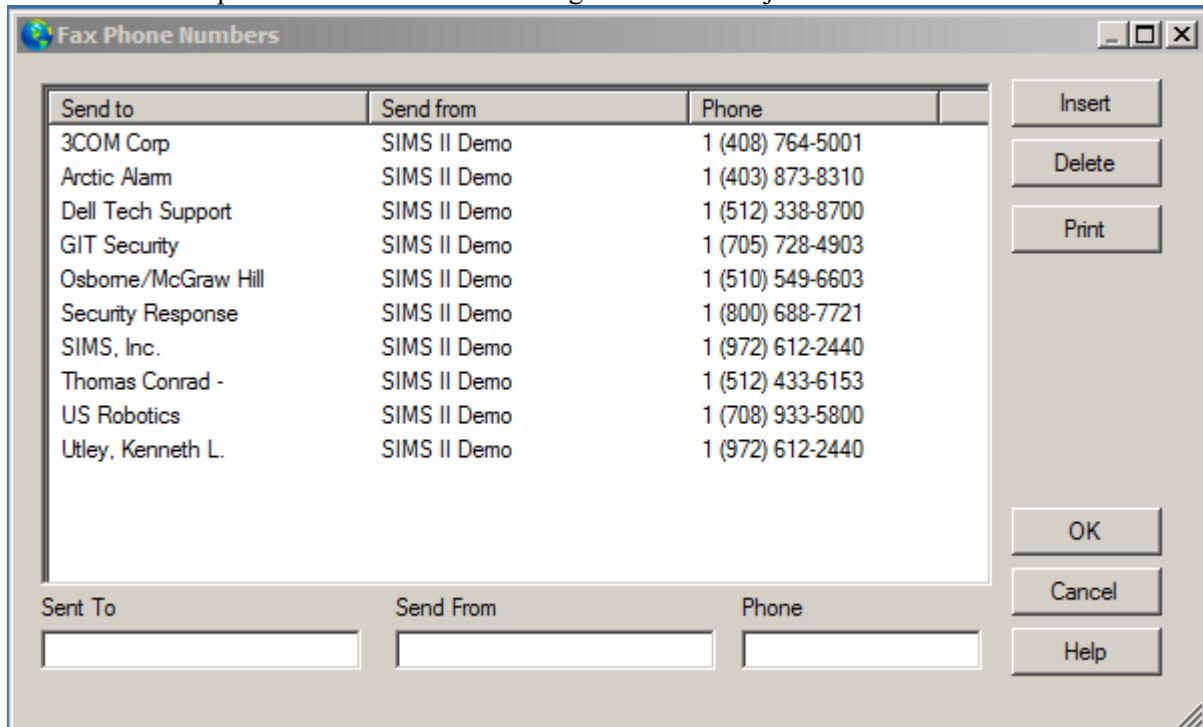 Fax Phone Numbers
Send to Send from Phone
3COM Corp SIMS II Demo 1 (408) 764-5001
Arctic Alarm SIMS II Demo 1 (403) 873-8310
Dell Tech Support SIMS II Demo 1 (512) 338-8700
GIT Security SIMS II Demo 1 (705) 728-4903
Osborne/McGraw Hill SIMS II Demo 1 (510) 549-6603
Security Response SIMS II Demo 1 (800) 688-7721
SIMS, Inc. SIMS II Demo 1 (972) 612-2440
Thomas Conrad - SIMS II Demo 1 (512) 433-6153
US Robotics SIMS II Demo 1 (708) 933-5800
Utley, Kenneth L. SIMS II Demo 1 (972) 612-2440
Insert
Delete
Print
OK
Cancel
Help
Sent To Send From Phone